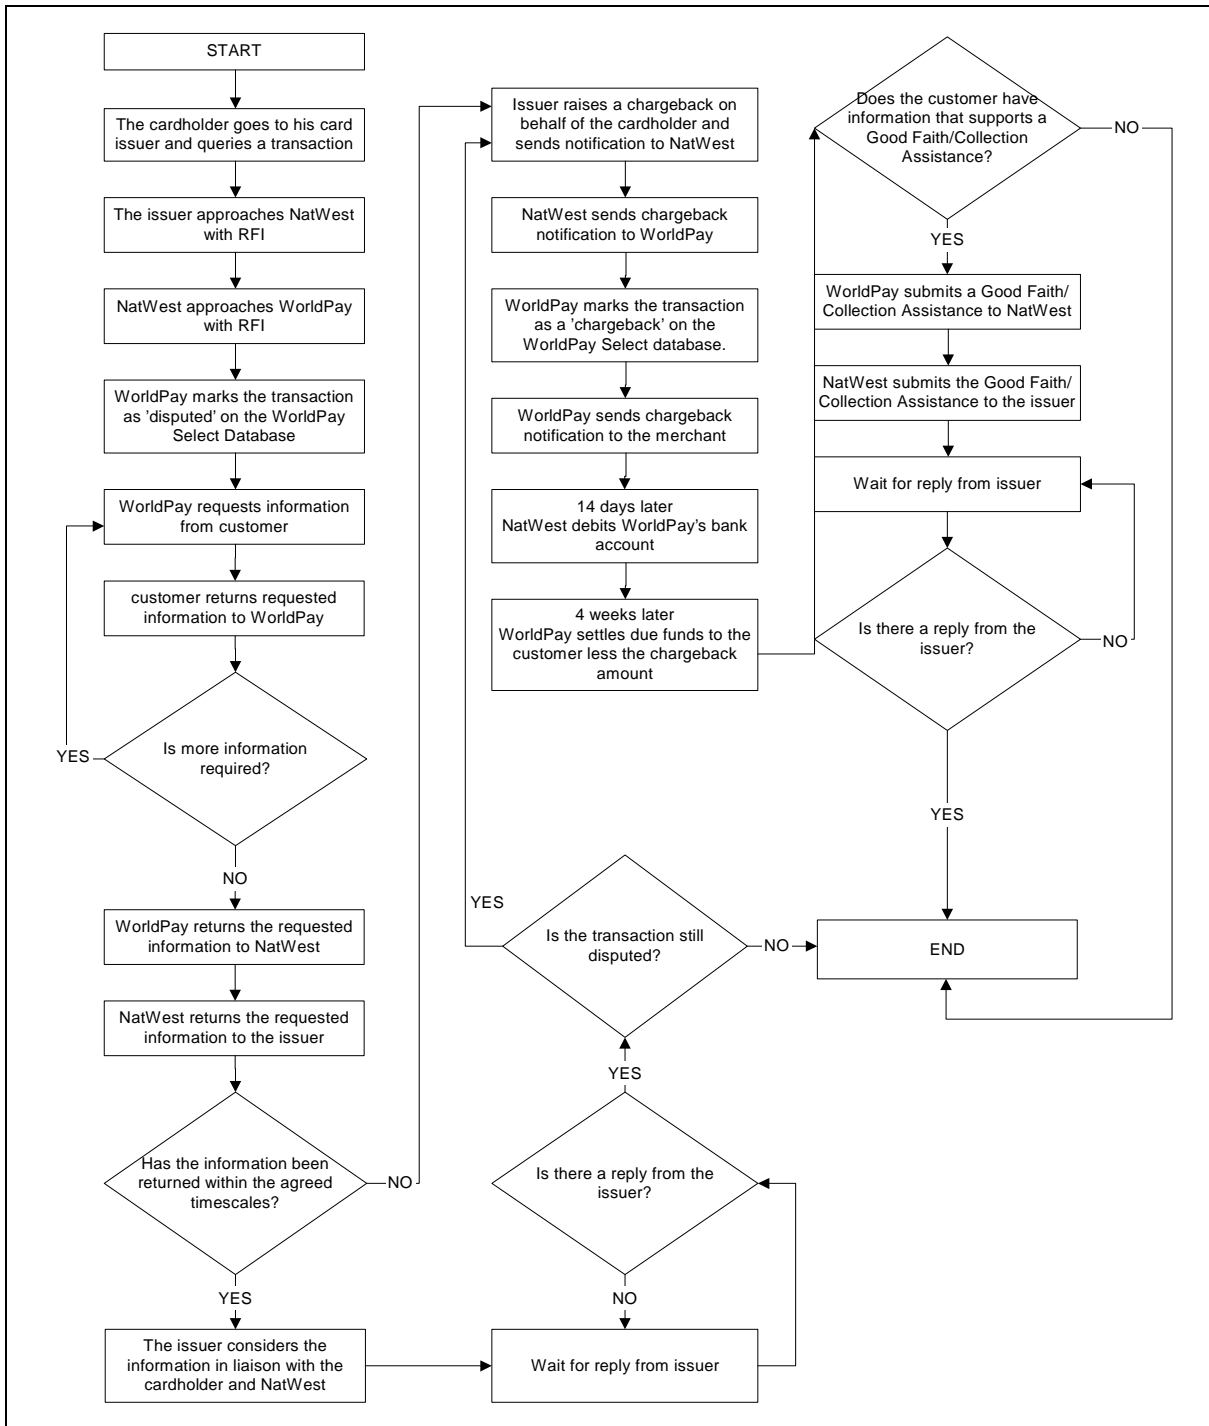 START
The cardholder goes to his card
issuer and queries a transaction
The issuer approaches NatWest
with RFI
NatWest approaches WorldPay
with RFI
WorldPay marks the transaction
as 'disputed' on the WorldPay
Select Database
WorldPay requests information
from customer
customer returns requested
information to WorldPay
Is more information
required?
YES
NO
WorldPay returns the requested
information to NatWest
NatWest returns the requested
information to the issuer
Has the information been
returned within the agreed
timescales?
NO
YES
The issuer considers the
information in liaison with the
cardholder and NatWest
Issuer raises a chargeback on
behalf of the cardholder and
sends notification to NatWest
NatWest sends chargeback
notification to WorldPay
WorldPay marks the transaction
as a 'chargeback' on the
WorldPay Select database.
WorldPay sends chargeback
notification to the merchant
14 days later
NatWest debits WorldPay's bank
account
4 weeks later
WorldPay settles due funds to the
customer less the chargeback
amount
YES
Is the transaction still
disputed?
NO
YES
Is there a reply from the
issuer?
NO
Wait for reply from issuer
Does the customer have
information that supports a
Good Faith/Collection
Assistance?
NO
YES
WorldPay submits a Good Faith/
Collection Assistance to NatWest
NatWest submits the Good Faith/
Collection Assistance to the issuer
Wait for reply from issuer
Is there a reply from the
issuer?
NO
YES
END